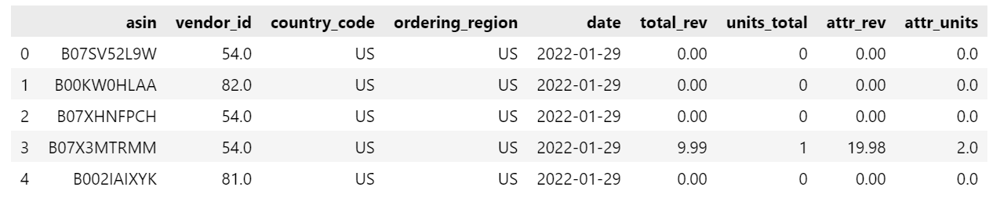 asin vendor_id country_code ordering_region date total_rev units_total attr_rev attr_units
0 B07SV52L9W 54.0 US US 2022-01-29 0.00 0 0.00 0.0
1 B00KW0HLAA 82.0 US US 2022-01-29 0.00 0 0.00 0.0
2 B07XHNFPCH 54.0 US US 2022-01-29 0.00 0 0.00 0.0
3 B07X3MTRMM 54.0 US US 2022-01-29 9.99 1 19.98 2.0
4 B002IAIXYK 81.0 US US 2022-01-29 0.00 0 0.00 0.0